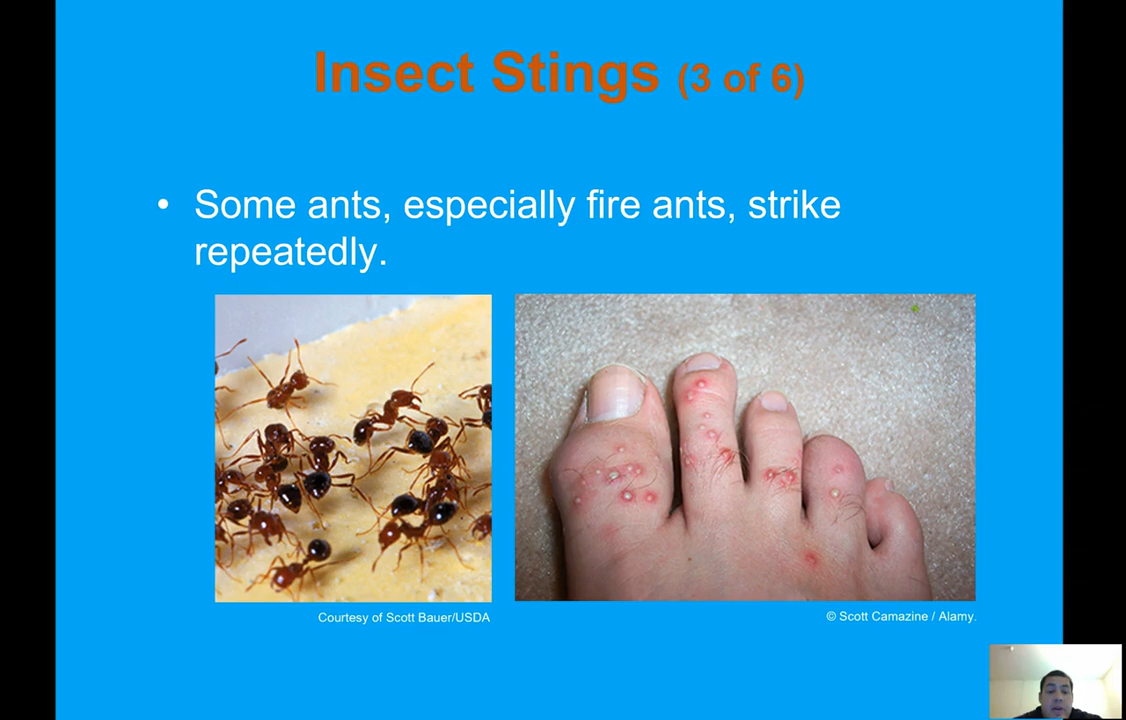 Insect Stings (3 of 6)
• Some ants, especially fire ants, strike
repeatedly.
Courtesy of Scott Bauer/USDA
© Scott Camazine / Alamy.